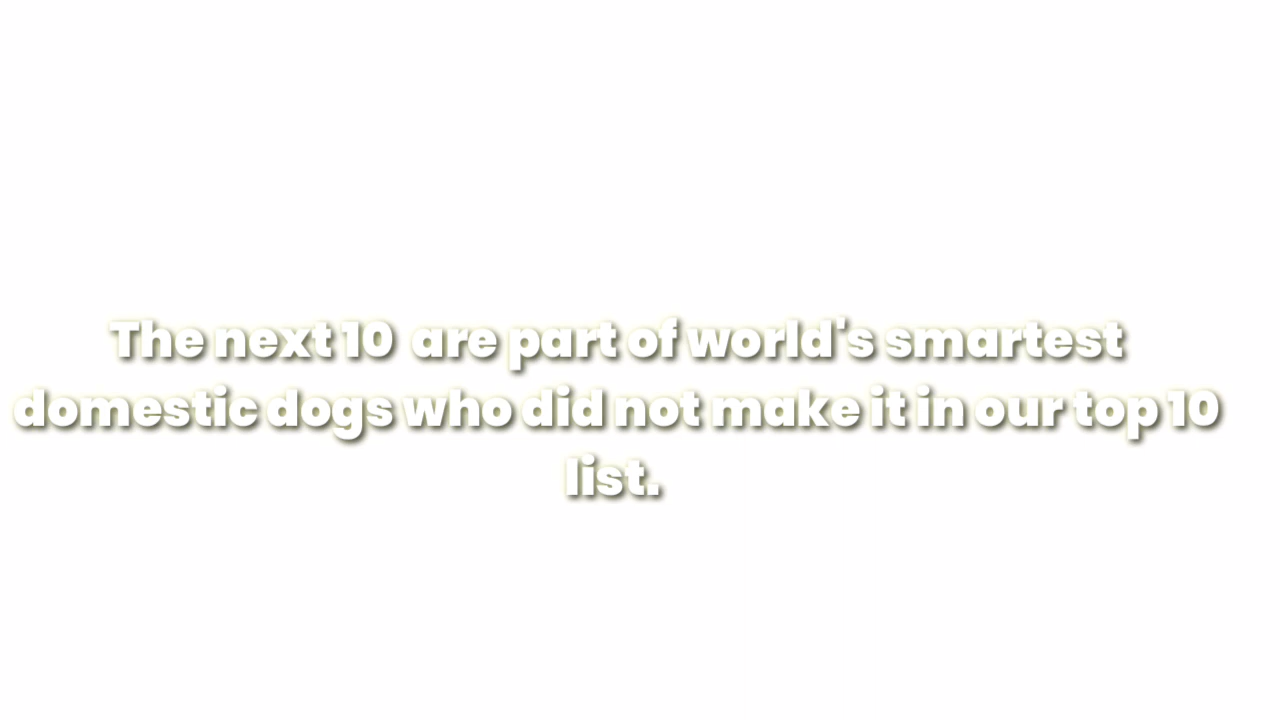 The next 10 are part of world's smartest
domestic dogs who did not make it in our top 10
list.